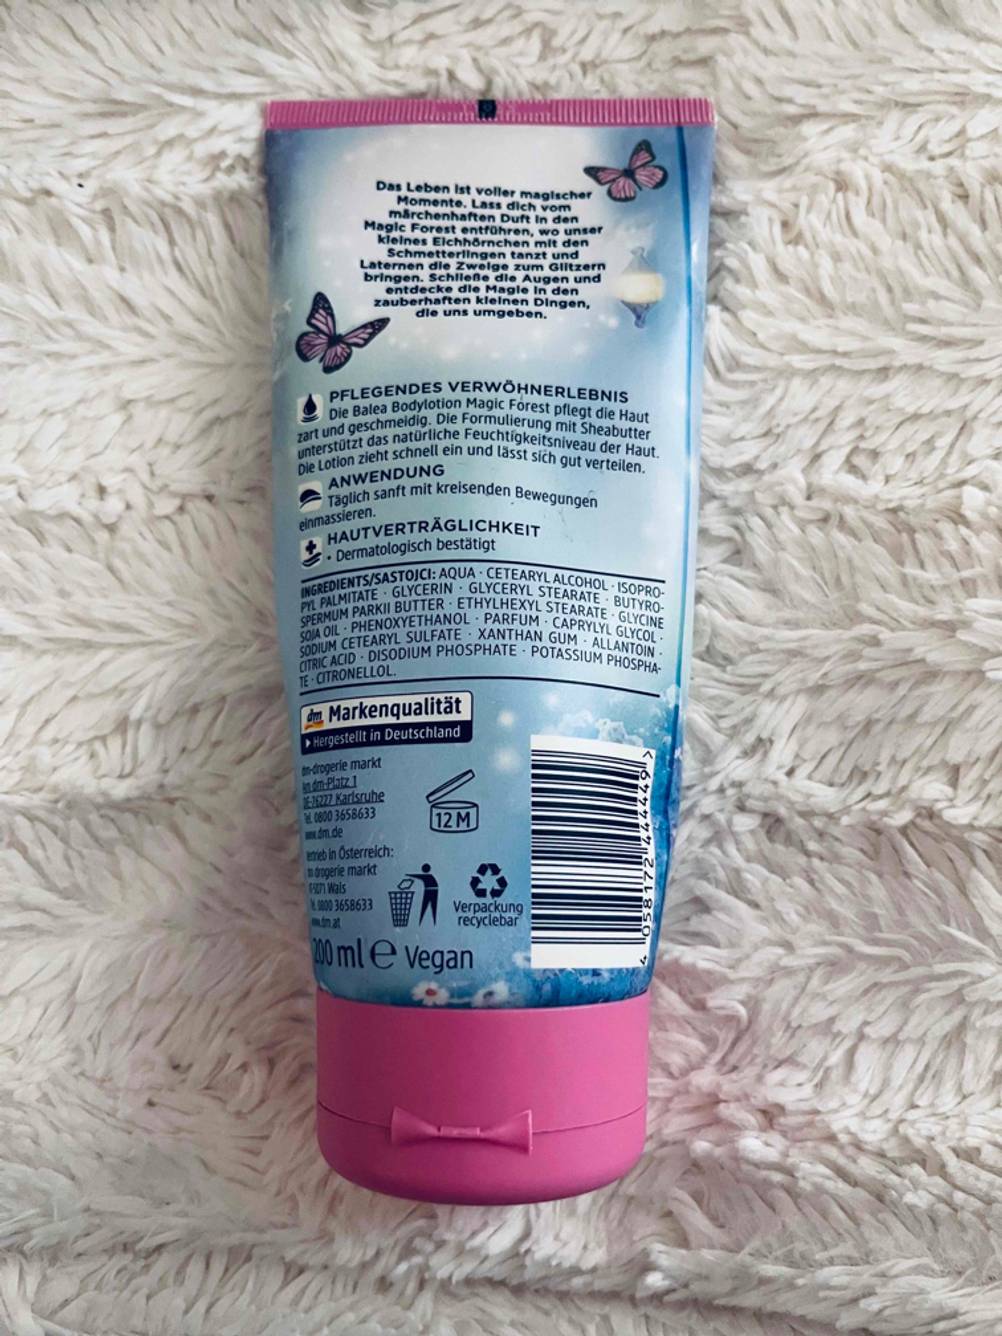 Das Leben ist voller magischer
Momente. Lass dich vom
märchenhaften Duft in den
Magic Forest entführen, wo unser
kleines Eichhörnchen mit den
Schmetterlingen tanzt und
Laternen die Zweige zum Glitzern
bringen. Schließe die Augen und
entdecke die Magie in den
zauberhaften kleinen Dingen,
die uns umgeben.
PFLEGENDES VERWÖHNERLEBNIS
Die Balea Bodylotion Magic Forest pflegt die Haut
zart und geschmeidig. Die Formulierung mit Sheabutter
unterstützt das natürliche Feuchtigkeitsniveau der Haut.
Die Lotion zieht schnell ein und lässt sich gut verteilen.
ANWENDUNG
Täglich sanft mit kreisenden Bewegungen
einmassieren.
HAUTVERTRÄGLICHKEIT
• Dermatologisch bestätigt
INGREDIENTS/SASTOJCI: AQUA · CETEARYL ALCOHOL · ISOPRO-
PYL PALMITATE · GLYCERIN · GLYCERYL STEARATE · BUTYRO-
SPERMUM PARKII BUTTER · ETHYLHEXYL STEARATE · GLYCINE
SOJA OIL · PHENOXYETHANOL · PARFUM · CAPRYLYL GLYCOL ·
SODIUM CETEARYL SULFATE · XANTHAN GUM · ALLANTOIN ·
CITRIC ACID · DISODIUM PHOSPHATE · POTASSIUM PHOSPHA-
TE · CITRONELLOL.
dm Markenqualität
Hergestellt in Deutschland
dm-drogerie markt
Am dm-Platz 1
DE-76227 Karlsruhe
Tel. 0800 3658633
www.dm.de
12 M
Vertrieb in Österreich:
dm drogerie markt
5071 Wals
Tel. 0800 3658633
www.dm.at
Verpackung
recyclebar
200 ml e Vegan
4 058172 444449 >